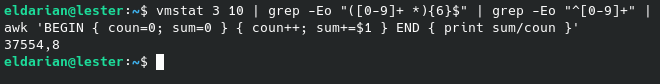 eldarian@lester:~$ vmstat 3 10 | grep -Eo "([0-9]+ *){6}$" | grep -Eo "^[0-9]+" |
awk 'BEGIN { coun=0; sum=0 } { coun++; sum+=$1 } END { print sum/coun }'
37554,8
eldarian@lester:~$